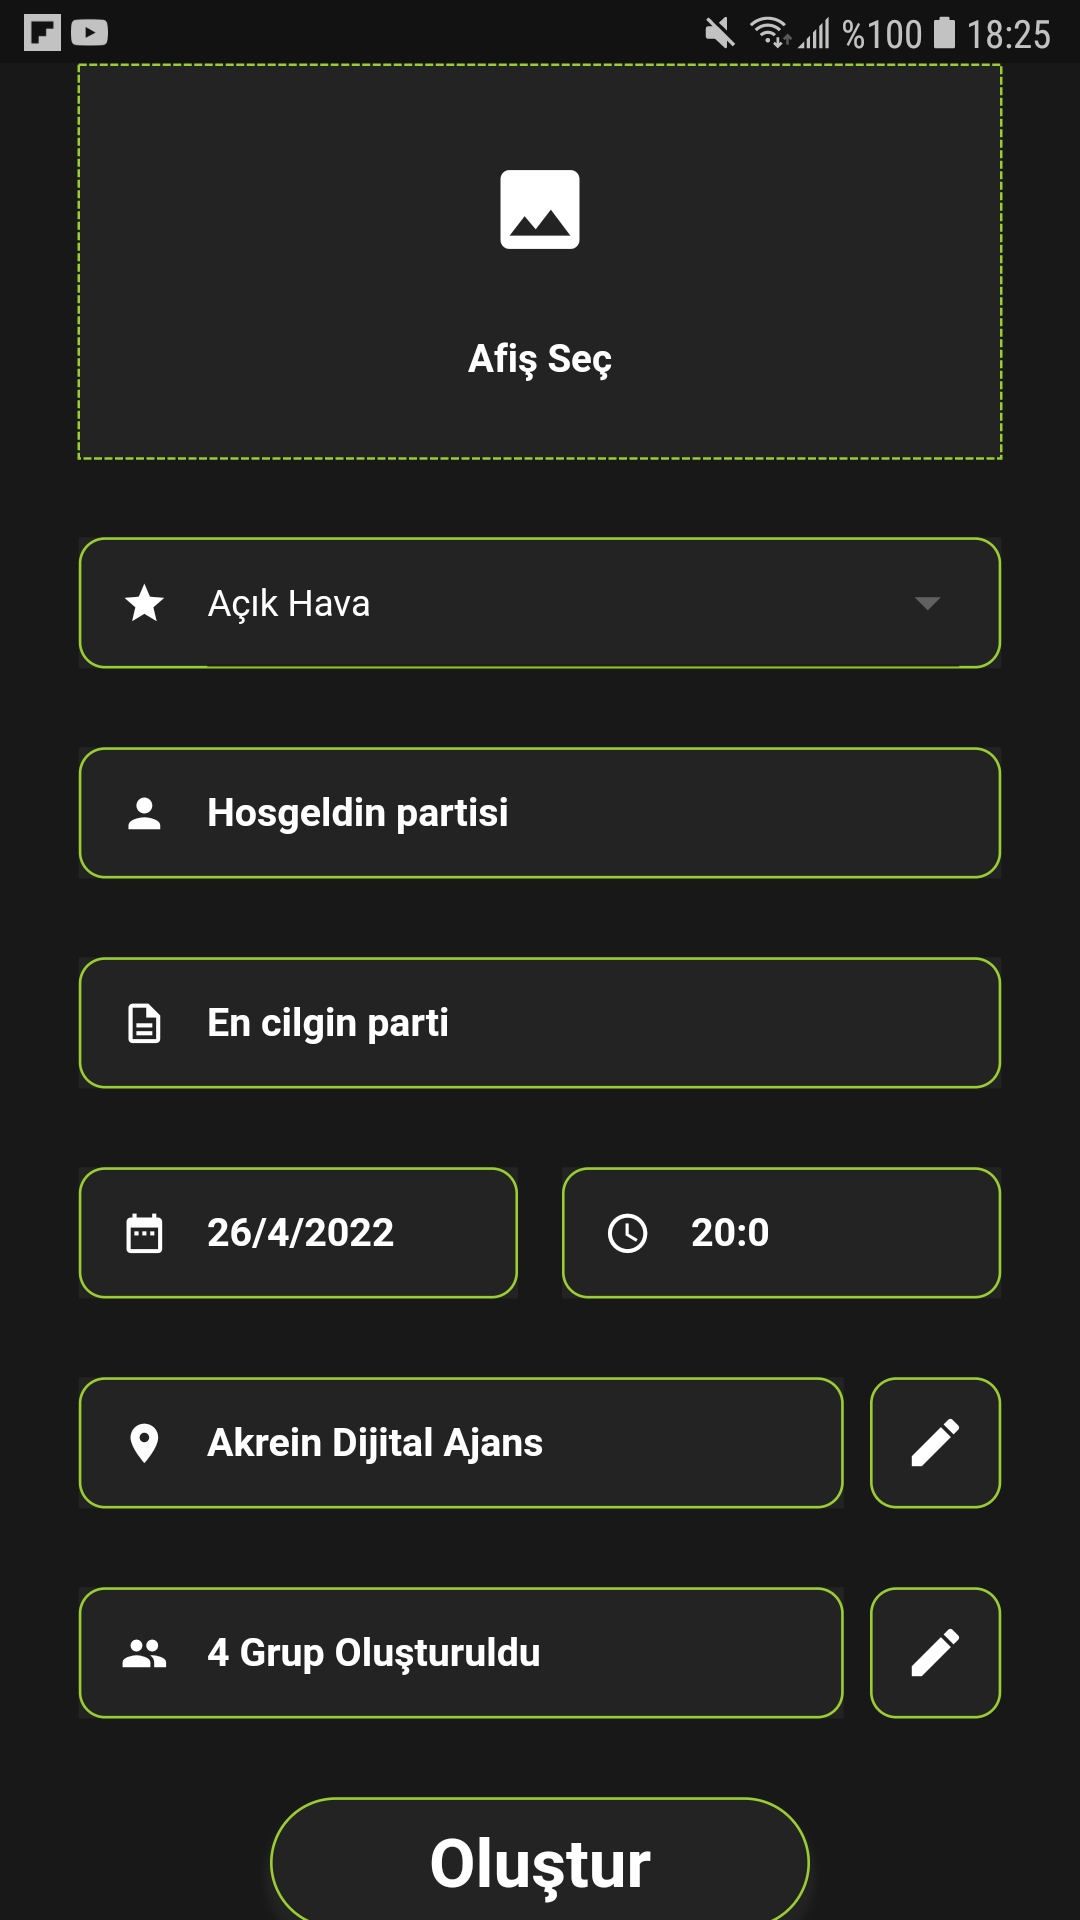 %100 18:25
Afiş Seç
Açık Hava
Hosgeldin partisi
En cilgin parti
26/4/2022 20:0
Akrein Dijital Ajans
4 Grup Oluşturuldu
Oluştur